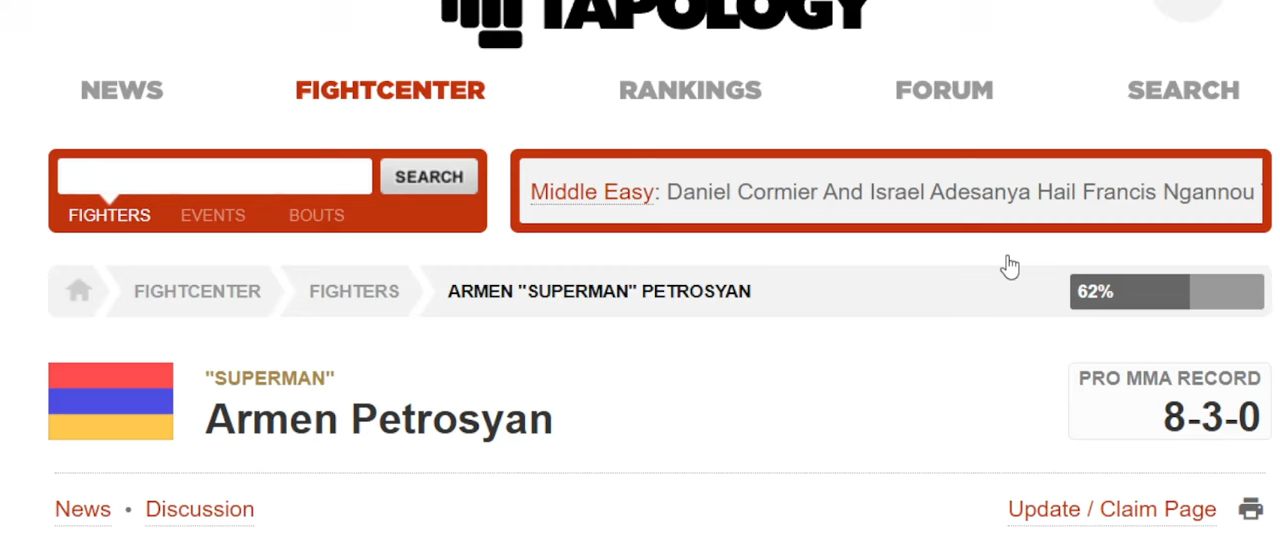 TAPOLOGY
NEWS FIGHTCENTER RANKINGS FORUM SEARCH
SEARCH
FIGHTERS EVENTS BOUTS
Middle Easy: Daniel Cormier And Israel Adesanya Hail Francis Ngannou
FIGHTCENTER FIGHTERS ARMEN "SUPERMAN" PETROSYAN
62%
"SUPERMAN"
Armen Petrosyan
PRO MMA RECORD
8-3-0
News • Discussion
Update / Claim Page